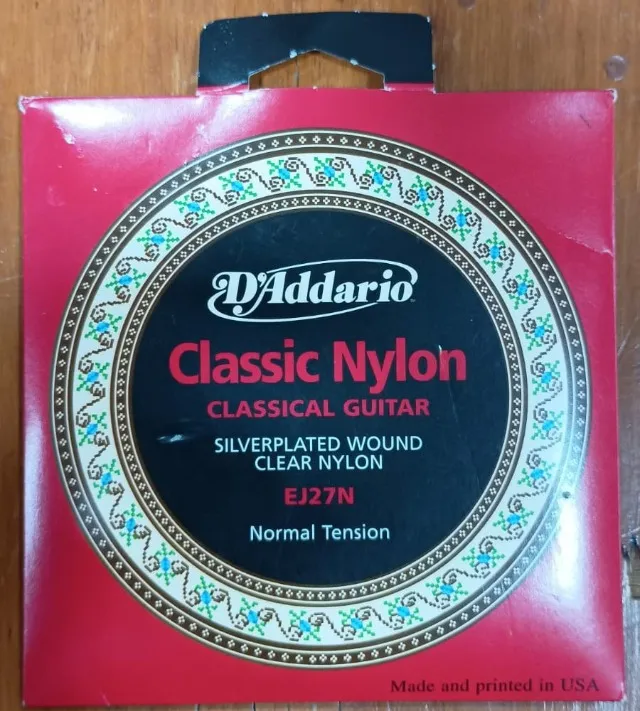 D'Addario
Classic Nylon
CLASSICAL GUITAR
SILVERPLATED WOUND
CLEAR NYLON
EJ27N
Normal Tension
Made and printed in USA